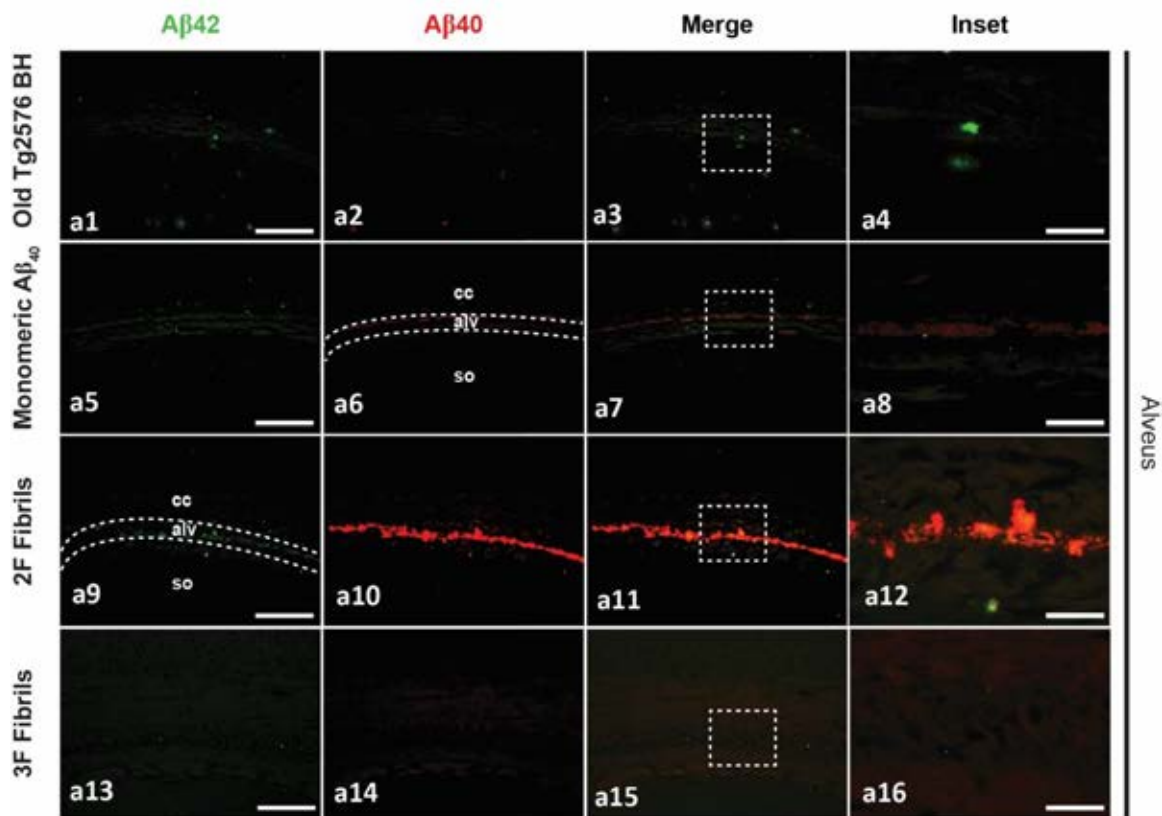 Aβ42 Aβ40 Merge Inset
Old Tg2576 BH
a1 a2 a3 a4
Monomeric Aβ₄₀
cc
alv
so
a5 a6 a7 a8
2F Fibrils
cc
alv
so
a9 a10 a11 a12
3F Fibrils
a13 a14 a15 a16
Alveus